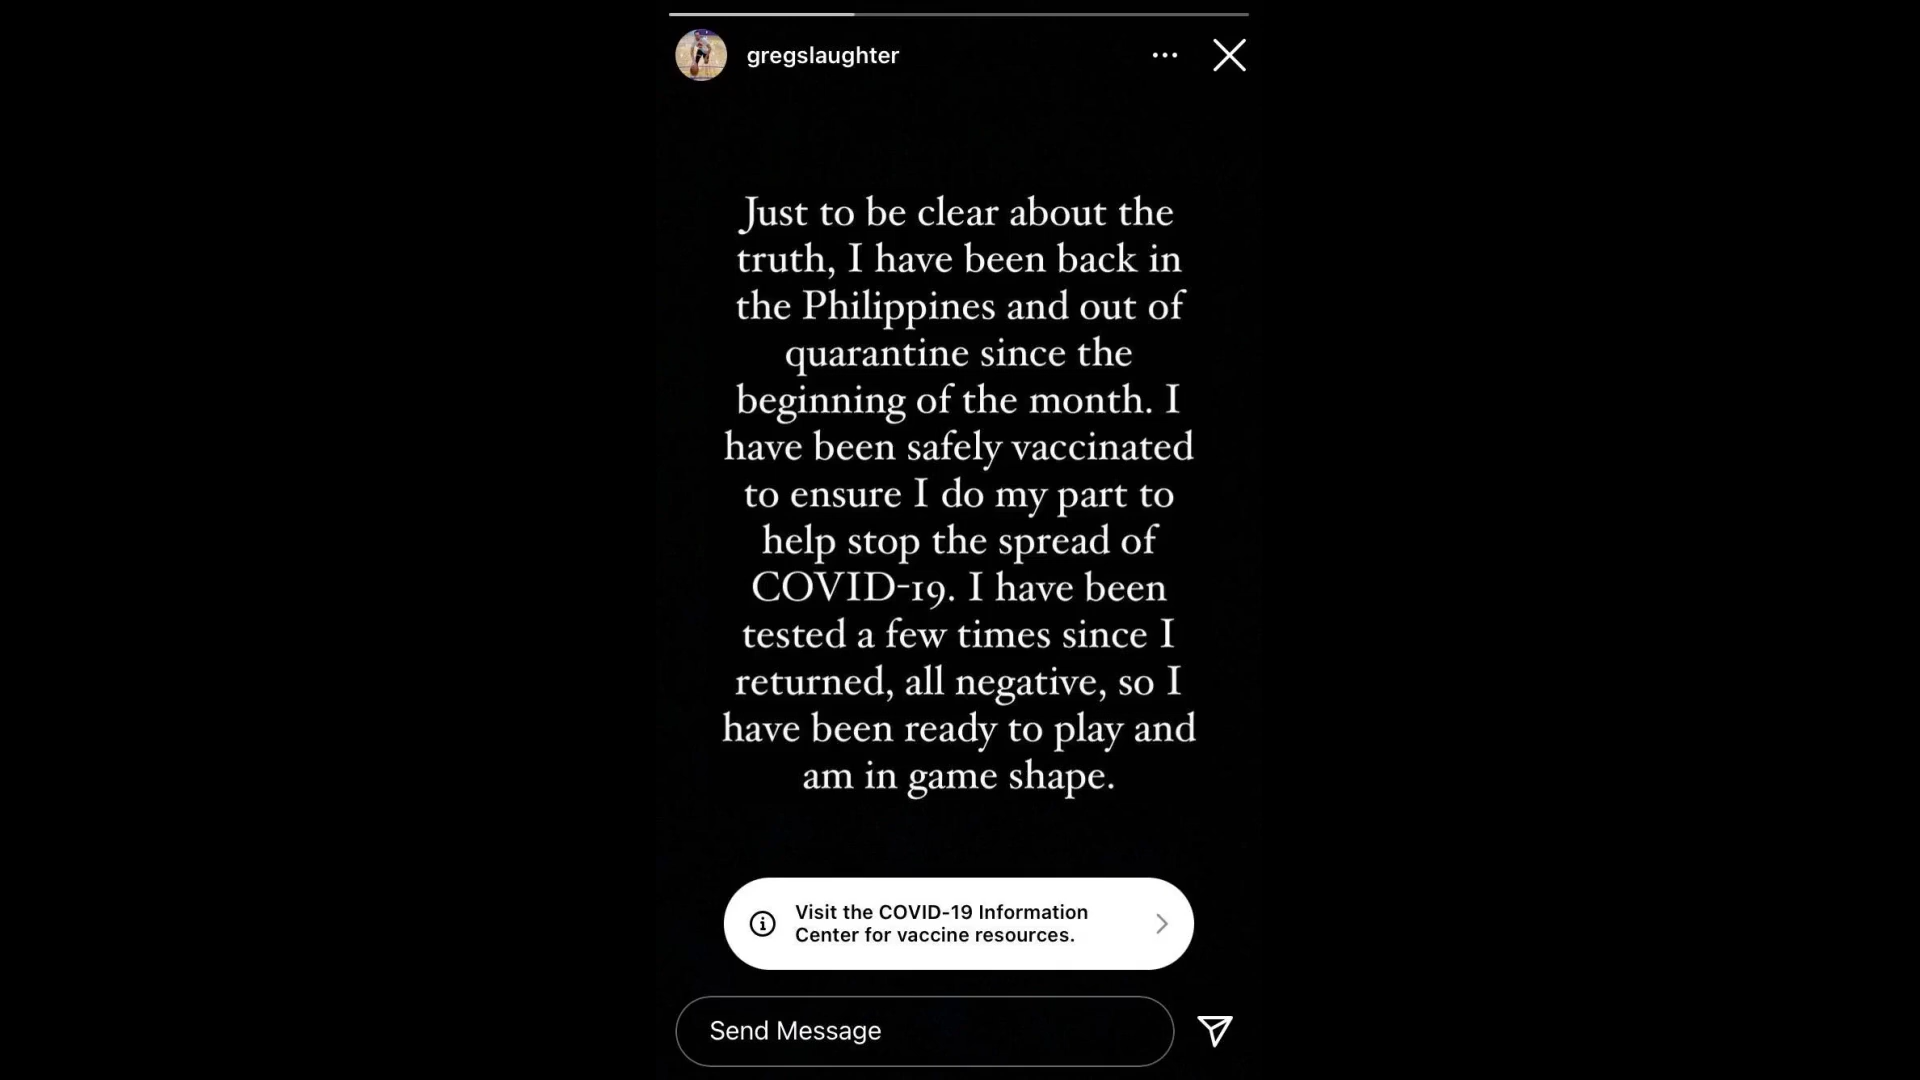 gregslaughter
Just to be clear about the
truth, I have been back in
the Philippines and out of
quarantine since the
beginning of the month. I
have been safely vaccinated
to ensure I do my part to
help stop the spread of
COVID-19. I have been
tested a few times since I
returned, all negative, so I
have been ready to play and
am in game shape.
Visit the COVID-19 Information
Center for vaccine resources.
Send Message